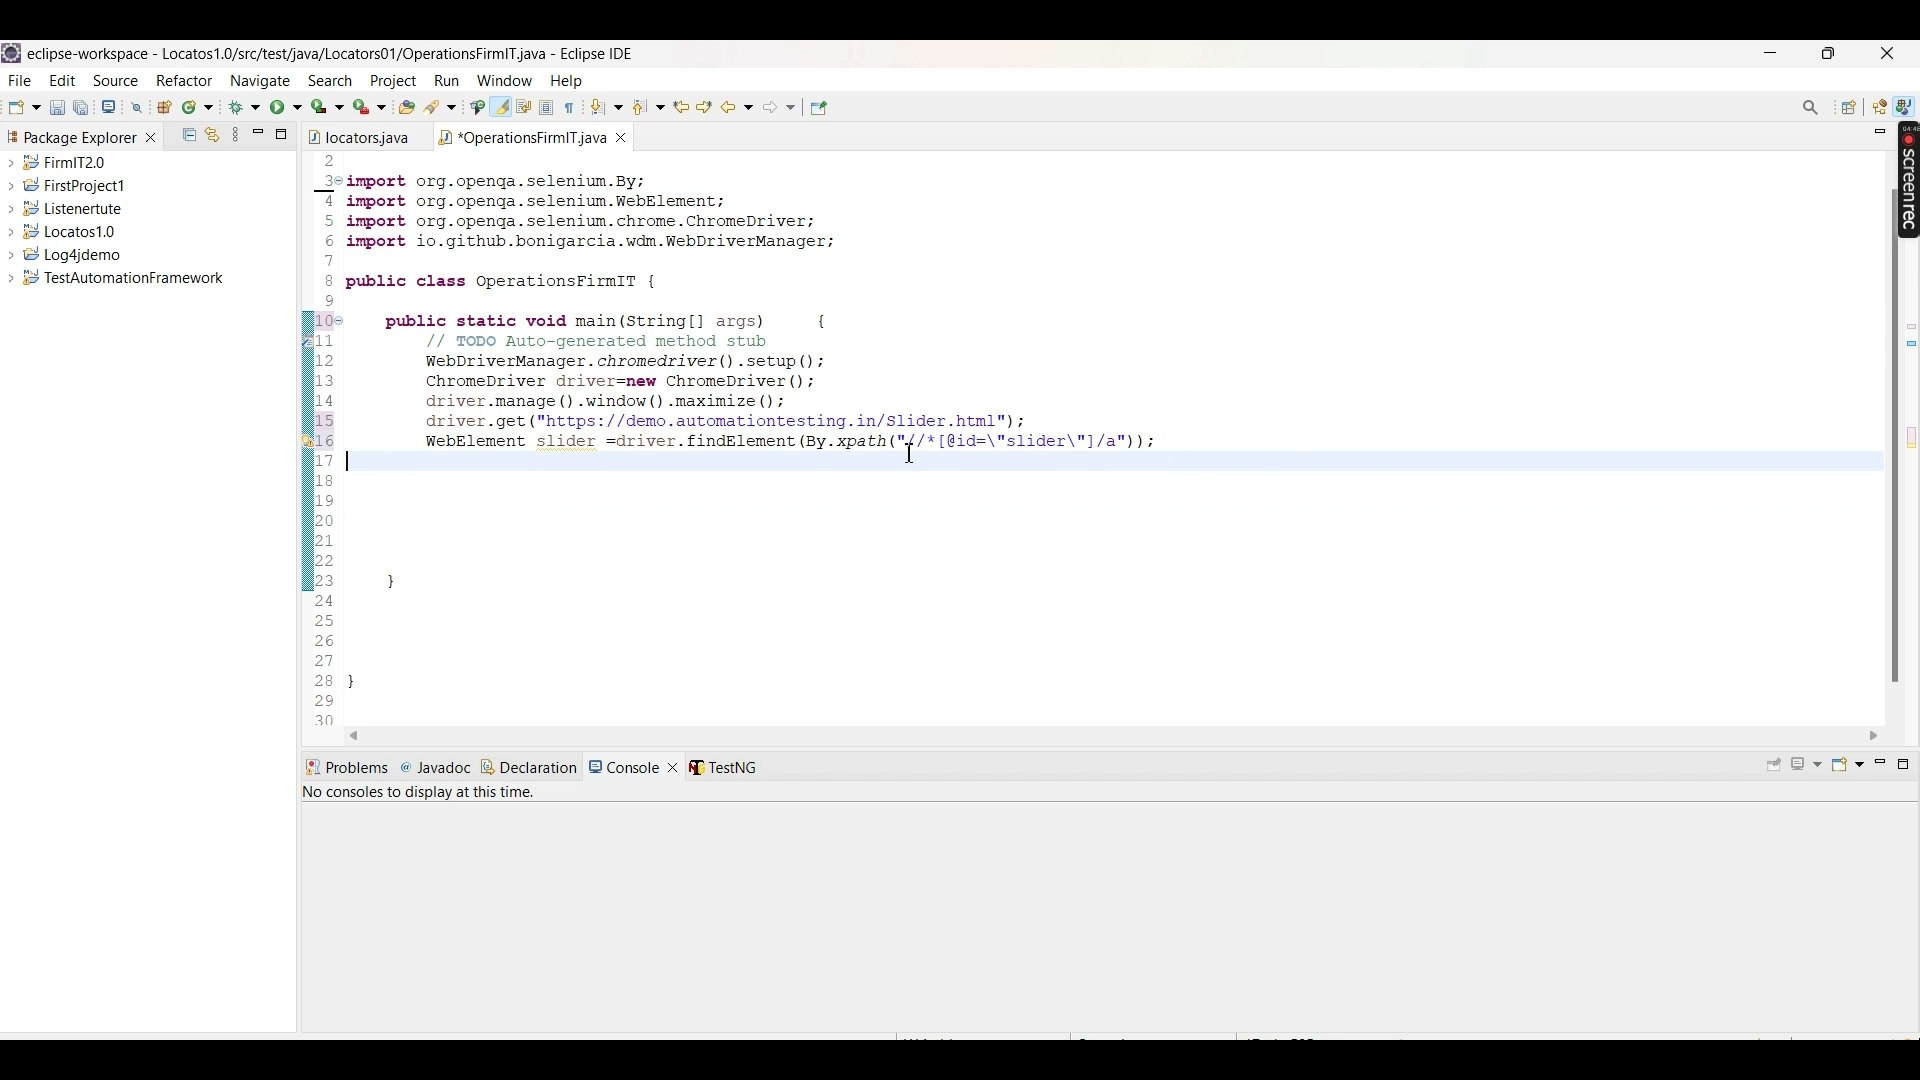 eclipse-workspace - Locatos1.0/src/test/java/Locators01/OperationsFirmIT.java - Eclipse IDE
File Edit Source Refactor Navigate Search Project Run Window Help
Package Explorer
locators.java *OperationsFirmIT.java
FirmIT2.0
FirstProject1
Listenertute
Locatos1.0
Log4jdemo
TestAutomationFramework
04:48
screenrec
2
3 import org.openqa.selenium.By;
4 import org.openqa.selenium.WebElement;
5 import org.openqa.selenium.chrome.ChromeDriver;
6 import io.github.bonigarcia.wdm.WebDriverManager;
7
8 public class OperationsFirmIT {
9
10 public static void main(String[] args) {
11 // TODO Auto-generated method stub
12 WebDriverManager.chromedriver().setup();
13 ChromeDriver driver=new ChromeDriver();
14 driver.manage().window().maximize();
15 driver.get("https://demo.automationtesting.in/Slider.html");
16 WebElement slider =driver.findElement(By.xpath("//*[@id=\"slider\"]/a"));
17
18
19
20
21
22
23 }
24
25
26
27
28 }
29
30
Problems @ Javadoc Declaration Console TestNG
No consoles to display at this time.